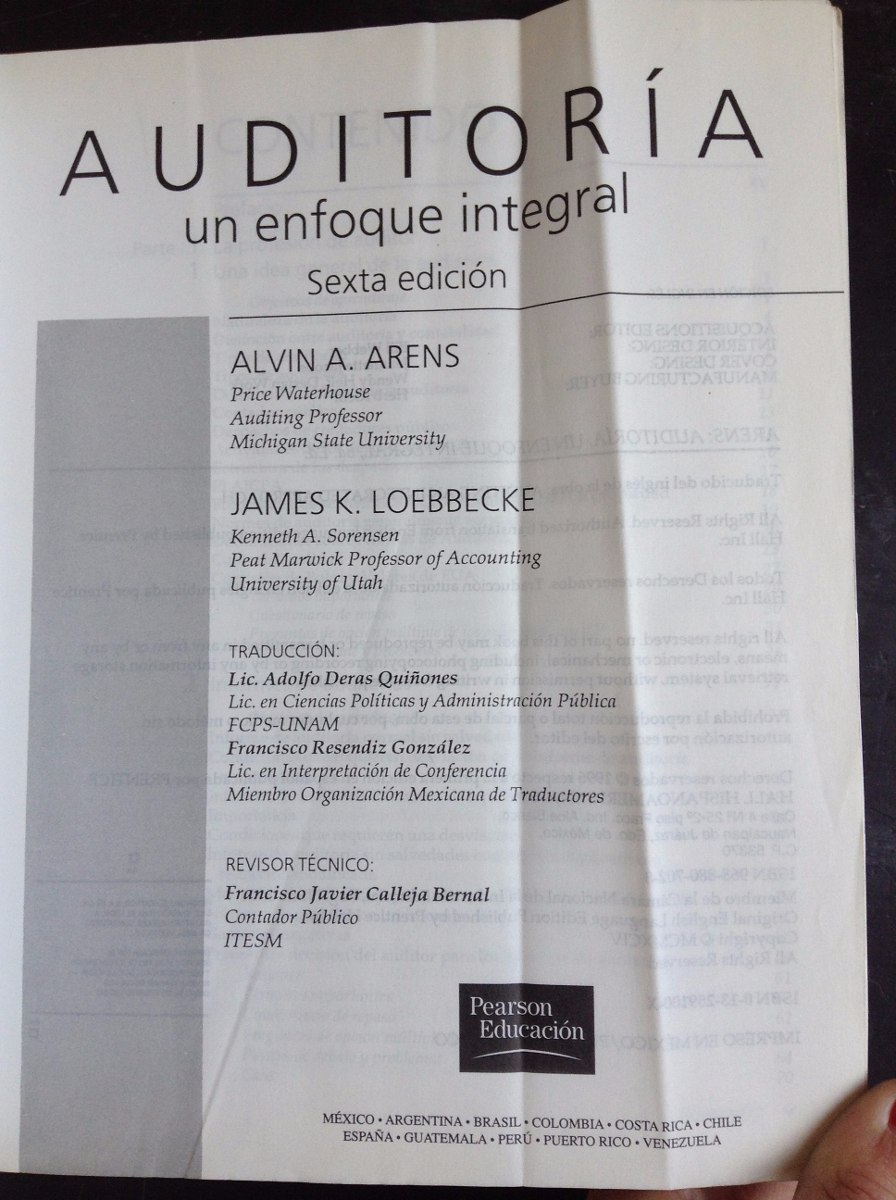 AUDITORÍA
un enfoque integral
Sexta edición
ALVIN A. ARENS
Price Waterhouse
Auditing Professor
Michigan State University
JAMES K. LOEBBECKE
Kenneth A. Sorensen
Peat Marwick Professor of Accounting
University of Utah
TRADUCCIÓN:
Lic. Adolfo Deras Quiñones
Lic. en Ciencias Políticas y Administración Pública
FCPS-UNAM
Francisco Resendiz González
Lic. en Interpretación de Conferencia
Miembro Organización Mexicana de Traductores
REVISOR TÉCNICO:
Francisco Javier Calleja Bernal
Contador Público
ITESM
Pearson
Educación
MÉXICO • ARGENTINA • BRASIL • COLOMBIA • COSTA RICA • CHILE
ESPAÑA • GUATEMALA • PERÚ • PUERTO RICO • VENEZUELA